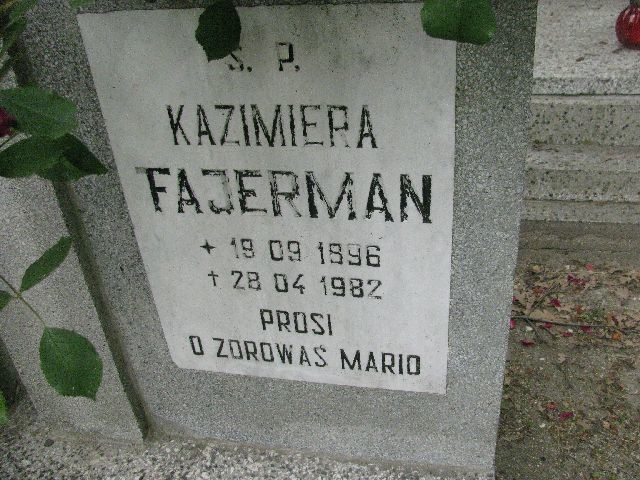 Ś. P.
KAZIMIERA
FAJERMAN
+ 19 09 1896
† 28 04 1982
PROSI
O ZDROWAŚ MARIO